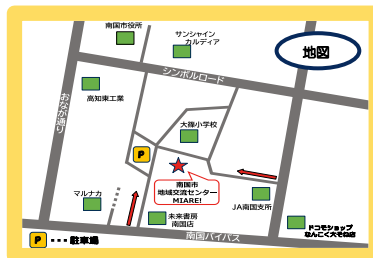 南国市役所
サンシャイン
カルディア
地図
シンボルロード
高知東工業
おなが通り
大篠小学校
P
南国市
地域交流センター
MIARE!
マルナカ
JA南国支所
未来書房
南国店
ドコモショップ
なんこく大そね店
南国バイパス
P ・・・駐車場